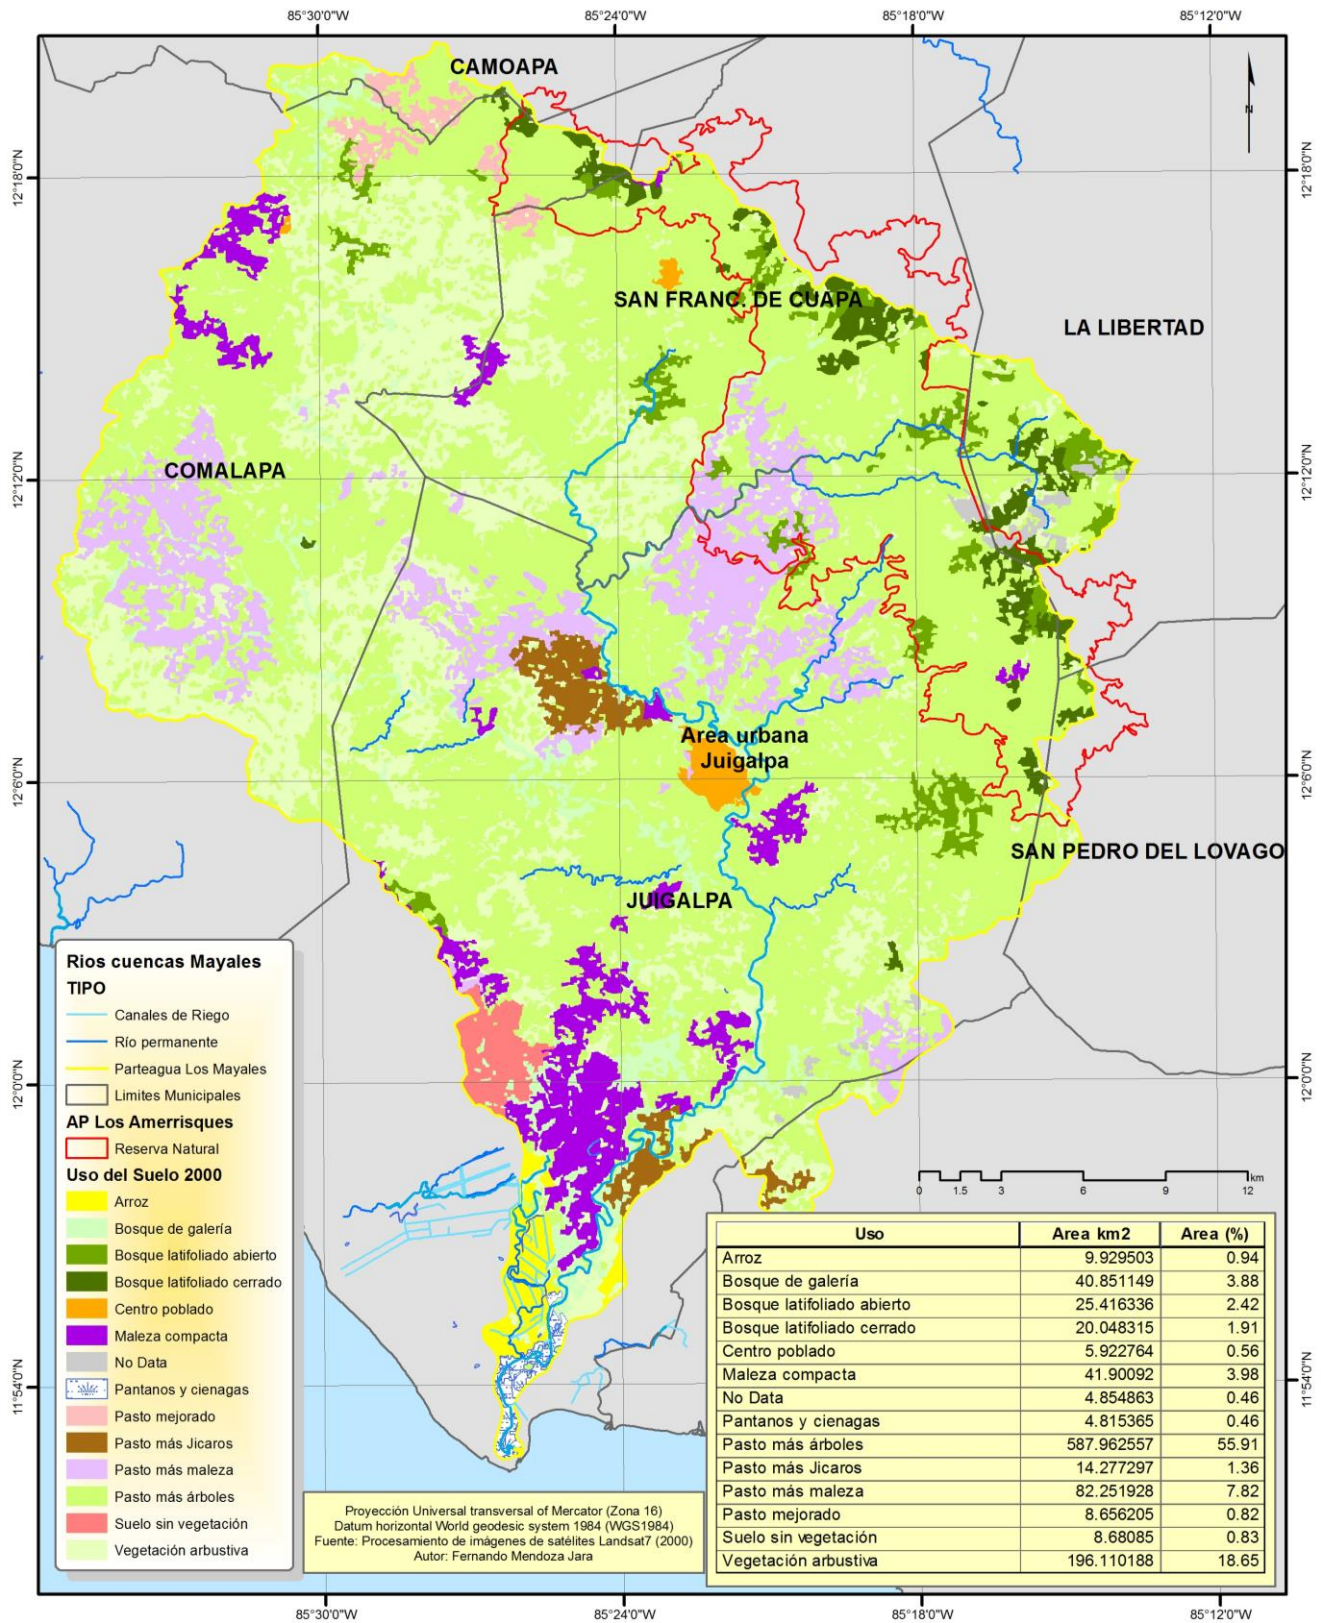 85°30'0"W 85°24'0"W 85°18'0"W 85°12'0"W
CAMOAPA
N
12°18'0"N 12°18'0"N
SAN FRANC. DE CUAPA
LA LIBERTAD
COMALAPA
12°12'0"N 12°12'0"N
Area urbana
Juigalpa
12°6'0"N 12°6'0"N
SAN PEDRO DEL LOVAGO
JUIGALPA
12°0'0"N 12°0'0"N
11°54'0"N 11°54'0"N
Rios cuencas Mayales
TIPO
Canales de Riego
Río permanente
Parteagua Los Mayales
Limites Municipales
AP Los Amerrisques
Reserva Natural
Uso del Suelo 2000
Arroz
Bosque de galería
Bosque latifoliado abierto
Bosque latifoliado cerrado
Centro poblado
Maleza compacta
No Data
Pantanos y cienagas
Pasto mejorado
Pasto más Jicaros
Pasto más maleza
Pasto más árboles
Suelo sin vegetación
Vegetación arbustiva
km
0 1.5 3 6 9 12
Uso Area km2 Area (%)
Arroz 9.929503 0.94
Bosque de galería 40.851149 3.88
Bosque latifoliado abierto 25.416336 2.42
Bosque latifoliado cerrado 20.048315 1.91
Centro poblado 5.922764 0.56
Maleza compacta 41.90092 3.98
No Data 4.854863 0.46
Pantanos y cienagas 4.815365 0.46
Pasto más árboles 587.962557 55.91
Pasto más Jicaros 14.277297 1.36
Pasto más maleza 82.251928 7.82
Pasto mejorado 8.656205 0.82
Suelo sin vegetación 8.68085 0.83
Vegetación arbustiva 196.110188 18.65
Proyección Universal transversal of Mercator (Zona 16)
Datum horizontal World geodesic system 1984 (WGS1984)
Fuente: Procesamiento de imágenes de satélites Landsat7 (2000)
Autor: Fernando Mendoza Jara
85°30'0"W 85°24'0"W 85°18'0"W 85°12'0"W